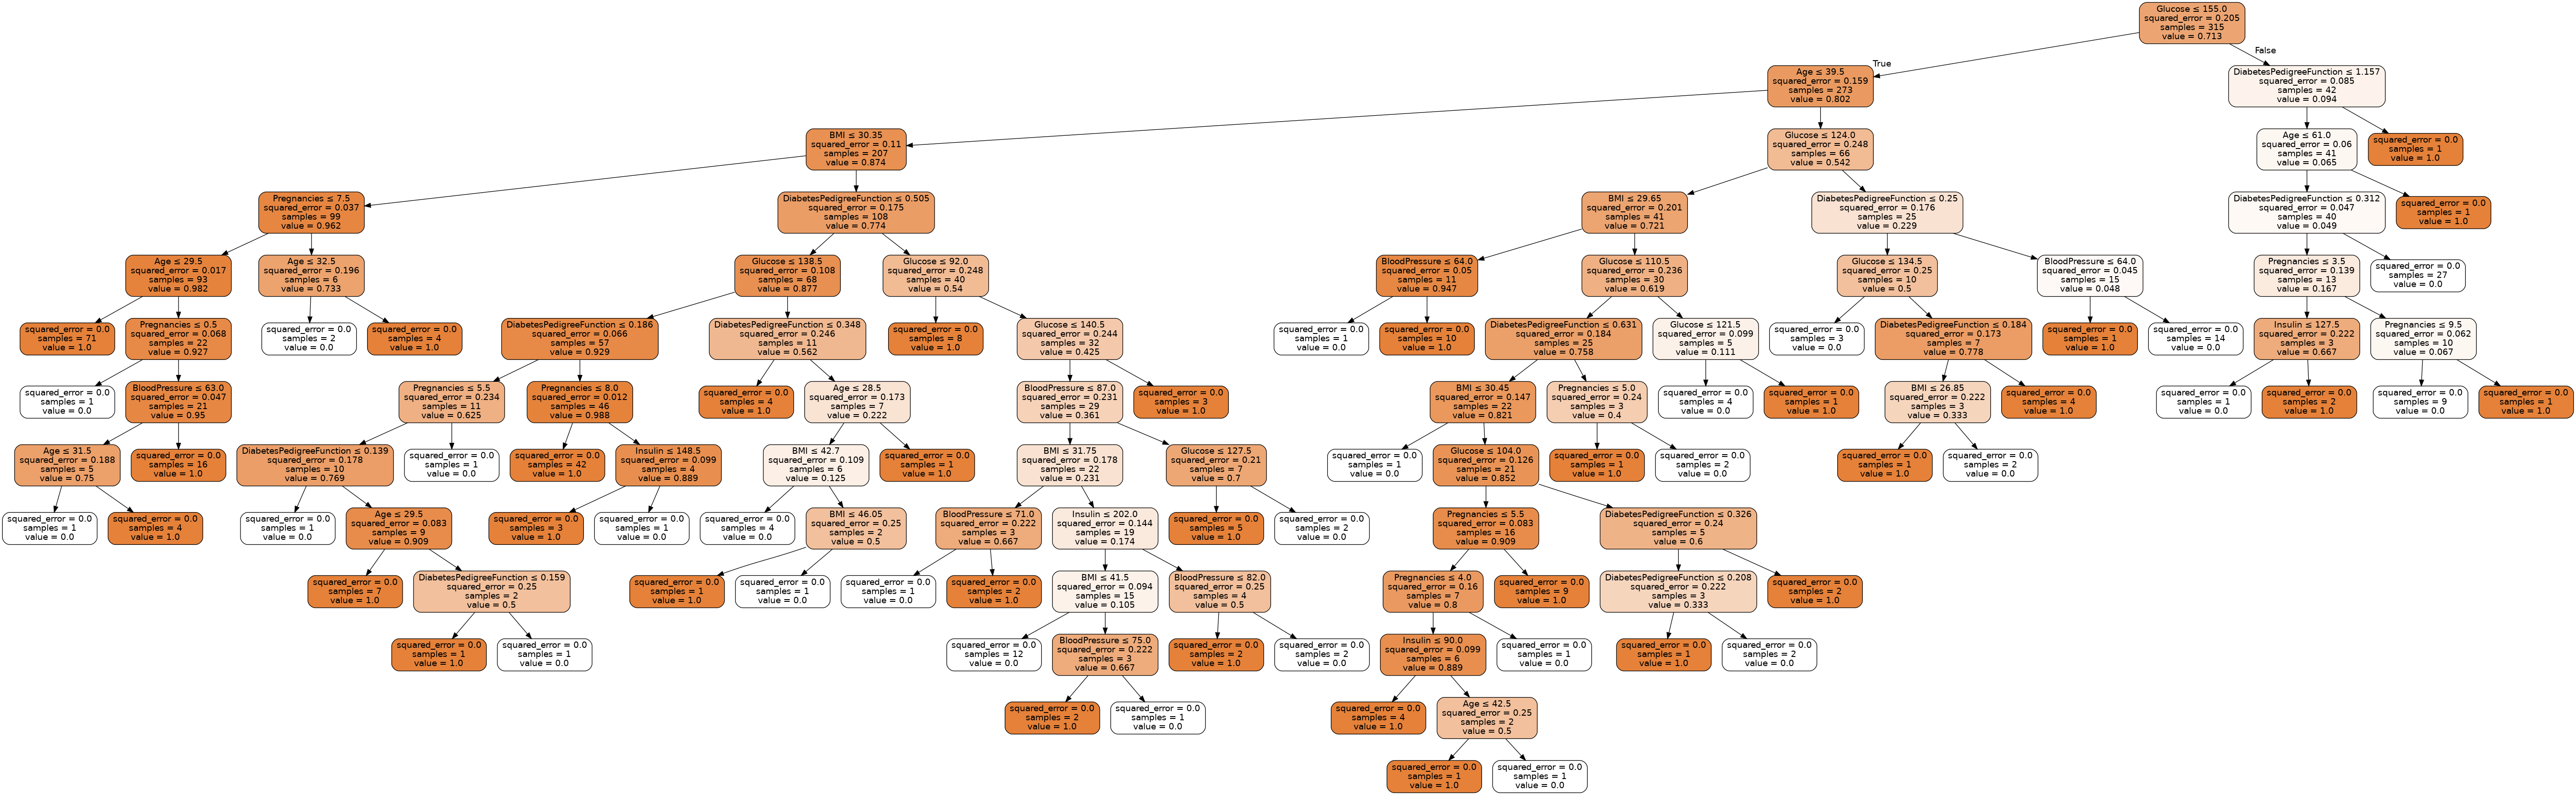 Glucose ≤ 155.0
squared_error = 0.205
samples = 315
value = 0.713
True
False
Age ≤ 39.5
squared_error = 0.159
samples = 273
value = 0.802
DiabetesPedigreeFunction ≤ 1.157
squared_error = 0.085
samples = 42
value = 0.094
BMI ≤ 30.35
squared_error = 0.11
samples = 207
value = 0.874
Glucose ≤ 124.0
squared_error = 0.248
samples = 66
value = 0.542
Age ≤ 61.0
squared_error = 0.06
samples = 41
value = 0.065
squared_error = 0.0
samples = 1
value = 1.0
Pregnancies ≤ 7.5
squared_error = 0.037
samples = 99
value = 0.962
DiabetesPedigreeFunction ≤ 0.505
squared_error = 0.175
samples = 108
value = 0.774
BMI ≤ 29.65
squared_error = 0.201
samples = 41
value = 0.721
DiabetesPedigreeFunction ≤ 0.25
squared_error = 0.176
samples = 25
value = 0.229
DiabetesPedigreeFunction ≤ 0.312
squared_error = 0.047
samples = 40
value = 0.049
squared_error = 0.0
samples = 1
value = 1.0
Age ≤ 29.5
squared_error = 0.017
samples = 93
value = 0.982
Age ≤ 32.5
squared_error = 0.196
samples = 6
value = 0.733
Glucose ≤ 138.5
squared_error = 0.108
samples = 68
value = 0.877
Glucose ≤ 92.0
squared_error = 0.248
samples = 40
value = 0.54
BloodPressure ≤ 64.0
squared_error = 0.05
samples = 11
value = 0.947
Glucose ≤ 110.5
squared_error = 0.236
samples = 30
value = 0.619
Glucose ≤ 134.5
squared_error = 0.25
samples = 10
value = 0.5
BloodPressure ≤ 64.0
squared_error = 0.045
samples = 15
value = 0.048
Pregnancies ≤ 3.5
squared_error = 0.139
samples = 13
value = 0.167
squared_error = 0.0
samples = 27
value = 0.0
squared_error = 0.0
samples = 71
value = 1.0
Pregnancies ≤ 0.5
squared_error = 0.068
samples = 22
value = 0.927
squared_error = 0.0
samples = 2
value = 0.0
squared_error = 0.0
samples = 4
value = 1.0
DiabetesPedigreeFunction ≤ 0.186
squared_error = 0.066
samples = 57
value = 0.929
DiabetesPedigreeFunction ≤ 0.348
squared_error = 0.246
samples = 11
value = 0.562
squared_error = 0.0
samples = 8
value = 1.0
Glucose ≤ 140.5
squared_error = 0.244
samples = 32
value = 0.425
squared_error = 0.0
samples = 1
value = 0.0
squared_error = 0.0
samples = 10
value = 1.0
DiabetesPedigreeFunction ≤ 0.631
squared_error = 0.184
samples = 25
value = 0.758
Glucose ≤ 121.5
squared_error = 0.099
samples = 5
value = 0.111
squared_error = 0.0
samples = 3
value = 0.0
DiabetesPedigreeFunction ≤ 0.184
squared_error = 0.173
samples = 7
value = 0.778
squared_error = 0.0
samples = 1
value = 1.0
squared_error = 0.0
samples = 14
value = 0.0
Insulin ≤ 127.5
squared_error = 0.222
samples = 3
value = 0.667
Pregnancies ≤ 9.5
squared_error = 0.062
samples = 10
value = 0.067
squared_error = 0.0
samples = 1
value = 0.0
BloodPressure ≤ 63.0
squared_error = 0.047
samples = 21
value = 0.95
Pregnancies ≤ 5.5
squared_error = 0.234
samples = 11
value = 0.625
Pregnancies ≤ 8.0
squared_error = 0.012
samples = 46
value = 0.988
squared_error = 0.0
samples = 4
value = 1.0
Age ≤ 28.5
squared_error = 0.173
samples = 7
value = 0.222
BloodPressure ≤ 87.0
squared_error = 0.231
samples = 29
value = 0.361
squared_error = 0.0
samples = 3
value = 1.0
BMI ≤ 30.45
squared_error = 0.147
samples = 22
value = 0.821
Pregnancies ≤ 5.0
squared_error = 0.24
samples = 3
value = 0.4
squared_error = 0.0
samples = 4
value = 0.0
squared_error = 0.0
samples = 1
value = 1.0
BMI ≤ 26.85
squared_error = 0.222
samples = 3
value = 0.333
squared_error = 0.0
samples = 4
value = 1.0
squared_error = 0.0
samples = 1
value = 0.0
squared_error = 0.0
samples = 2
value = 1.0
squared_error = 0.0
samples = 9
value = 0.0
squared_error = 0.0
samples = 1
value = 1.0
Age ≤ 31.5
squared_error = 0.188
samples = 5
value = 0.75
squared_error = 0.0
samples = 16
value = 1.0
DiabetesPedigreeFunction ≤ 0.139
squared_error = 0.178
samples = 10
value = 0.769
squared_error = 0.0
samples = 1
value = 0.0
squared_error = 0.0
samples = 42
value = 1.0
Insulin ≤ 148.5
squared_error = 0.099
samples = 4
value = 0.889
BMI ≤ 42.7
squared_error = 0.109
samples = 6
value = 0.125
squared_error = 0.0
samples = 1
value = 1.0
BMI ≤ 31.75
squared_error = 0.178
samples = 22
value = 0.231
Glucose ≤ 127.5
squared_error = 0.21
samples = 7
value = 0.7
squared_error = 0.0
samples = 1
value = 0.0
Glucose ≤ 104.0
squared_error = 0.126
samples = 21
value = 0.852
squared_error = 0.0
samples = 1
value = 1.0
squared_error = 0.0
samples = 2
value = 0.0
squared_error = 0.0
samples = 1
value = 1.0
squared_error = 0.0
samples = 2
value = 0.0
squared_error = 0.0
samples = 1
value = 0.0
squared_error = 0.0
samples = 4
value = 1.0
squared_error = 0.0
samples = 1
value = 0.0
Age ≤ 29.5
squared_error = 0.083
samples = 9
value = 0.909
squared_error = 0.0
samples = 3
value = 1.0
squared_error = 0.0
samples = 1
value = 0.0
squared_error = 0.0
samples = 4
value = 0.0
BMI ≤ 46.05
squared_error = 0.25
samples = 2
value = 0.5
BloodPressure ≤ 71.0
squared_error = 0.222
samples = 3
value = 0.667
Insulin ≤ 202.0
squared_error = 0.144
samples = 19
value = 0.174
squared_error = 0.0
samples = 5
value = 1.0
squared_error = 0.0
samples = 2
value = 0.0
Pregnancies ≤ 5.5
squared_error = 0.083
samples = 16
value = 0.909
DiabetesPedigreeFunction ≤ 0.326
squared_error = 0.24
samples = 5
value = 0.6
squared_error = 0.0
samples = 7
value = 1.0
DiabetesPedigreeFunction ≤ 0.159
squared_error = 0.25
samples = 2
value = 0.5
squared_error = 0.0
samples = 1
value = 1.0
squared_error = 0.0
samples = 1
value = 0.0
squared_error = 0.0
samples = 1
value = 0.0
squared_error = 0.0
samples = 2
value = 1.0
BMI ≤ 41.5
squared_error = 0.094
samples = 15
value = 0.105
BloodPressure ≤ 82.0
squared_error = 0.25
samples = 4
value = 0.5
Pregnancies ≤ 4.0
squared_error = 0.16
samples = 7
value = 0.8
squared_error = 0.0
samples = 9
value = 1.0
DiabetesPedigreeFunction ≤ 0.208
squared_error = 0.222
samples = 3
value = 0.333
squared_error = 0.0
samples = 2
value = 1.0
squared_error = 0.0
samples = 1
value = 1.0
squared_error = 0.0
samples = 1
value = 0.0
squared_error = 0.0
samples = 12
value = 0.0
BloodPressure ≤ 75.0
squared_error = 0.222
samples = 3
value = 0.667
squared_error = 0.0
samples = 2
value = 1.0
squared_error = 0.0
samples = 2
value = 0.0
Insulin ≤ 90.0
squared_error = 0.099
samples = 6
value = 0.889
squared_error = 0.0
samples = 1
value = 0.0
squared_error = 0.0
samples = 1
value = 1.0
squared_error = 0.0
samples = 2
value = 0.0
squared_error = 0.0
samples = 2
value = 1.0
squared_error = 0.0
samples = 1
value = 0.0
squared_error = 0.0
samples = 4
value = 1.0
Age ≤ 42.5
squared_error = 0.25
samples = 2
value = 0.5
squared_error = 0.0
samples = 1
value = 1.0
squared_error = 0.0
samples = 1
value = 0.0